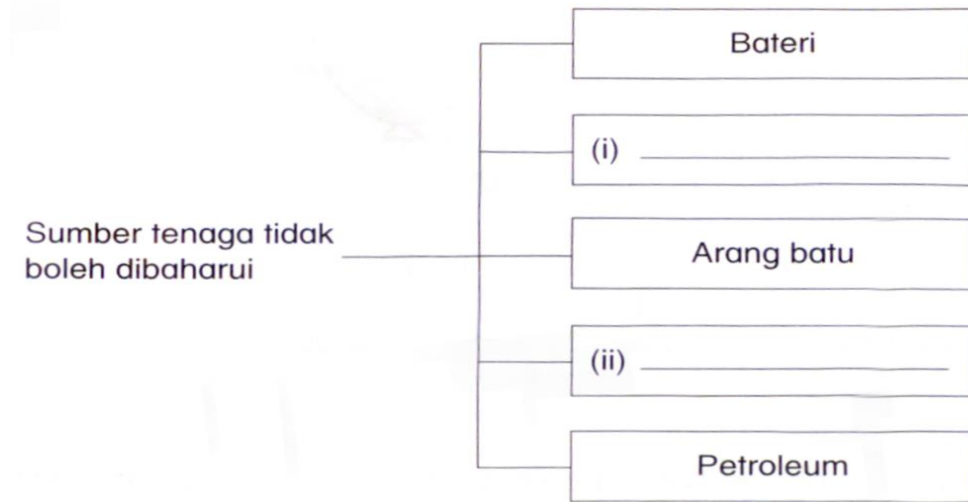 Bateri
(i)
Sumber tenaga tidak
boleh dibaharui
Arang batu
(ii)
Petroleum